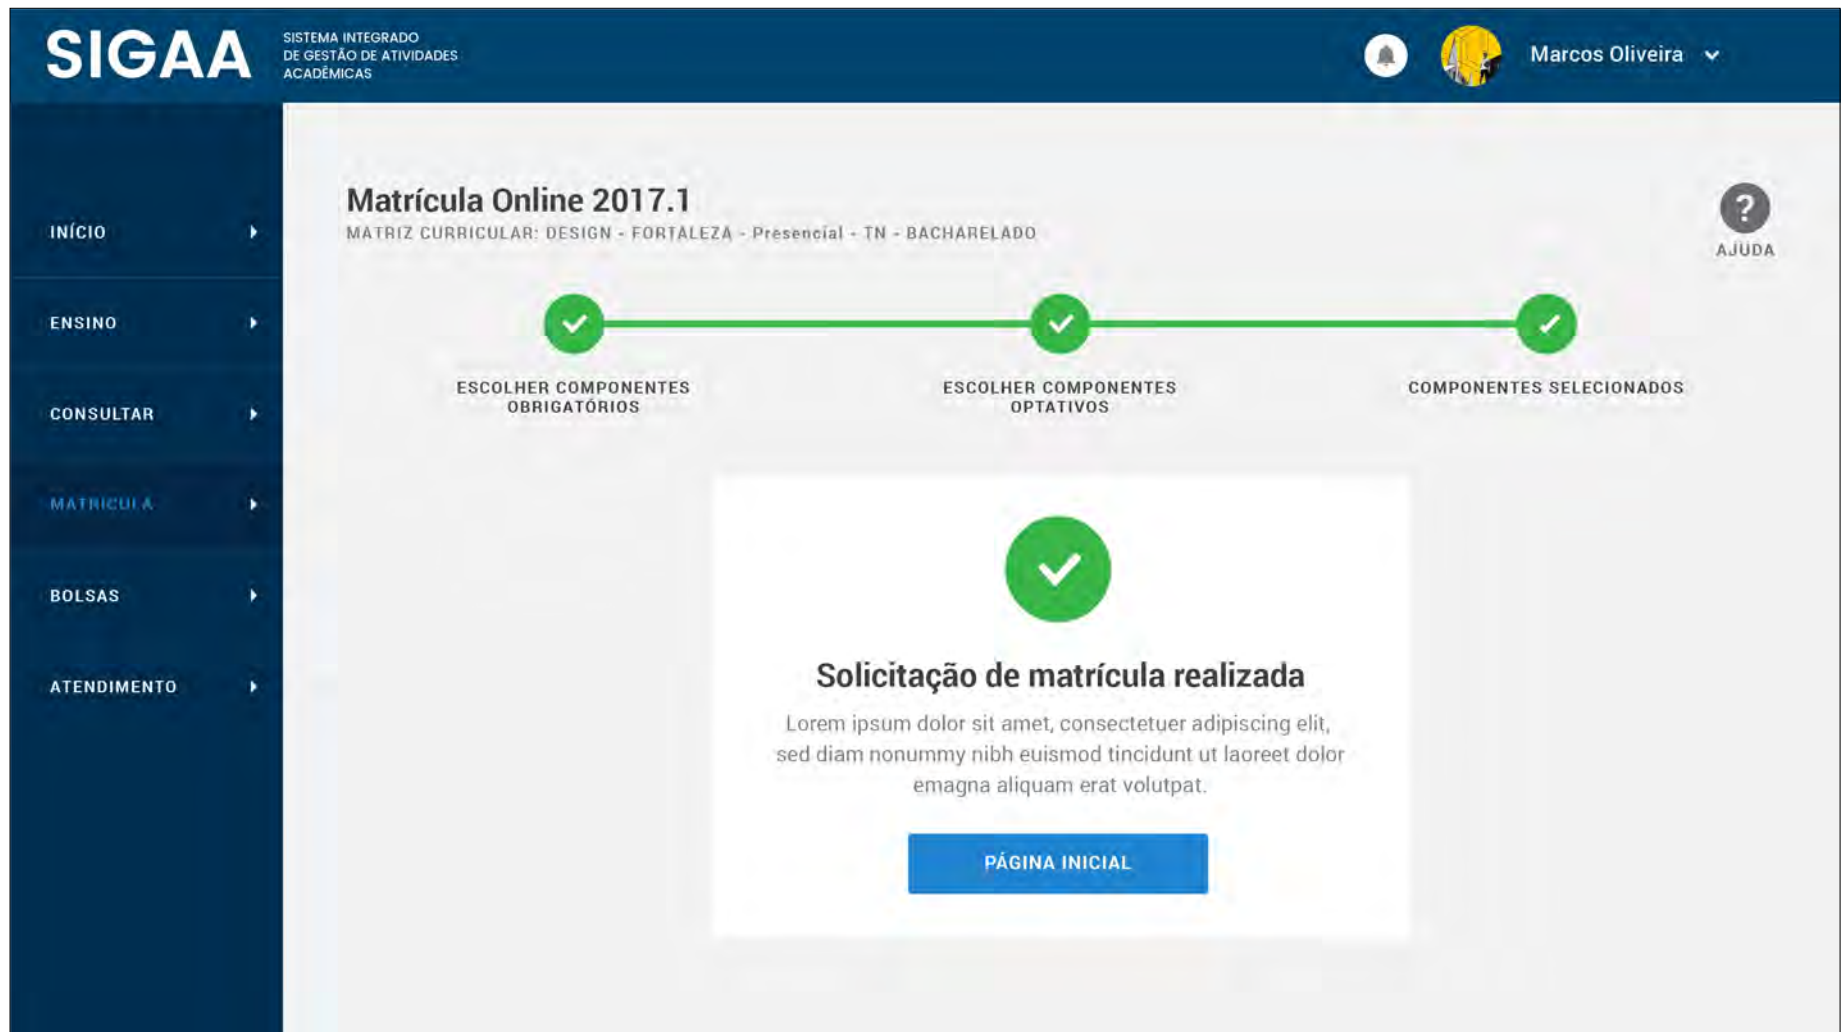 SIGAA
SISTEMA INTEGRADO
DE GESTÃO DE ATIVIDADES
ACADÊMICAS
Marcos Oliveira
INÍCIO
ENSINO
CONSULTAR
MATRÍCULA
BOLSAS
ATENDIMENTO
Matrícula Online 2017.1
MATRIZ CURRICULAR: DESIGN - FORTALEZA - Presencial - TN - BACHARELADO
?
AJUDA
ESCOLHER COMPONENTES
OBRIGATÓRIOS
ESCOLHER COMPONENTES
OPTATIVOS
COMPONENTES SELECIONADOS
Solicitação de matrícula realizada
Lorem ipsum dolor sit amet, consectetuer adipiscing elit,
sed diam nonummy nibh euismod tincidunt ut laoreet dolor
emagna aliquam erat volutpat.
PÁGINA INICIAL